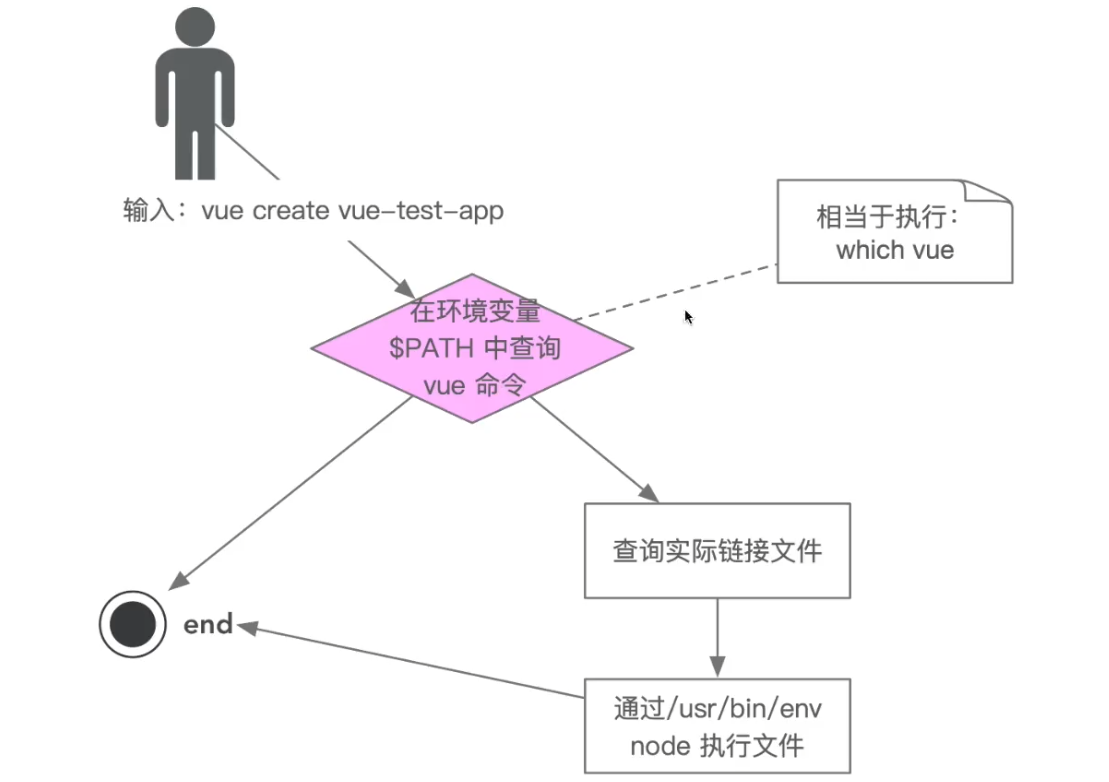 输入：vue create vue-test-app
相当于执行：
which vue
在环境变量
$PATH 中查询
vue 命令
查询实际链接文件
end
通过/usr/bin/env
node 执行文件